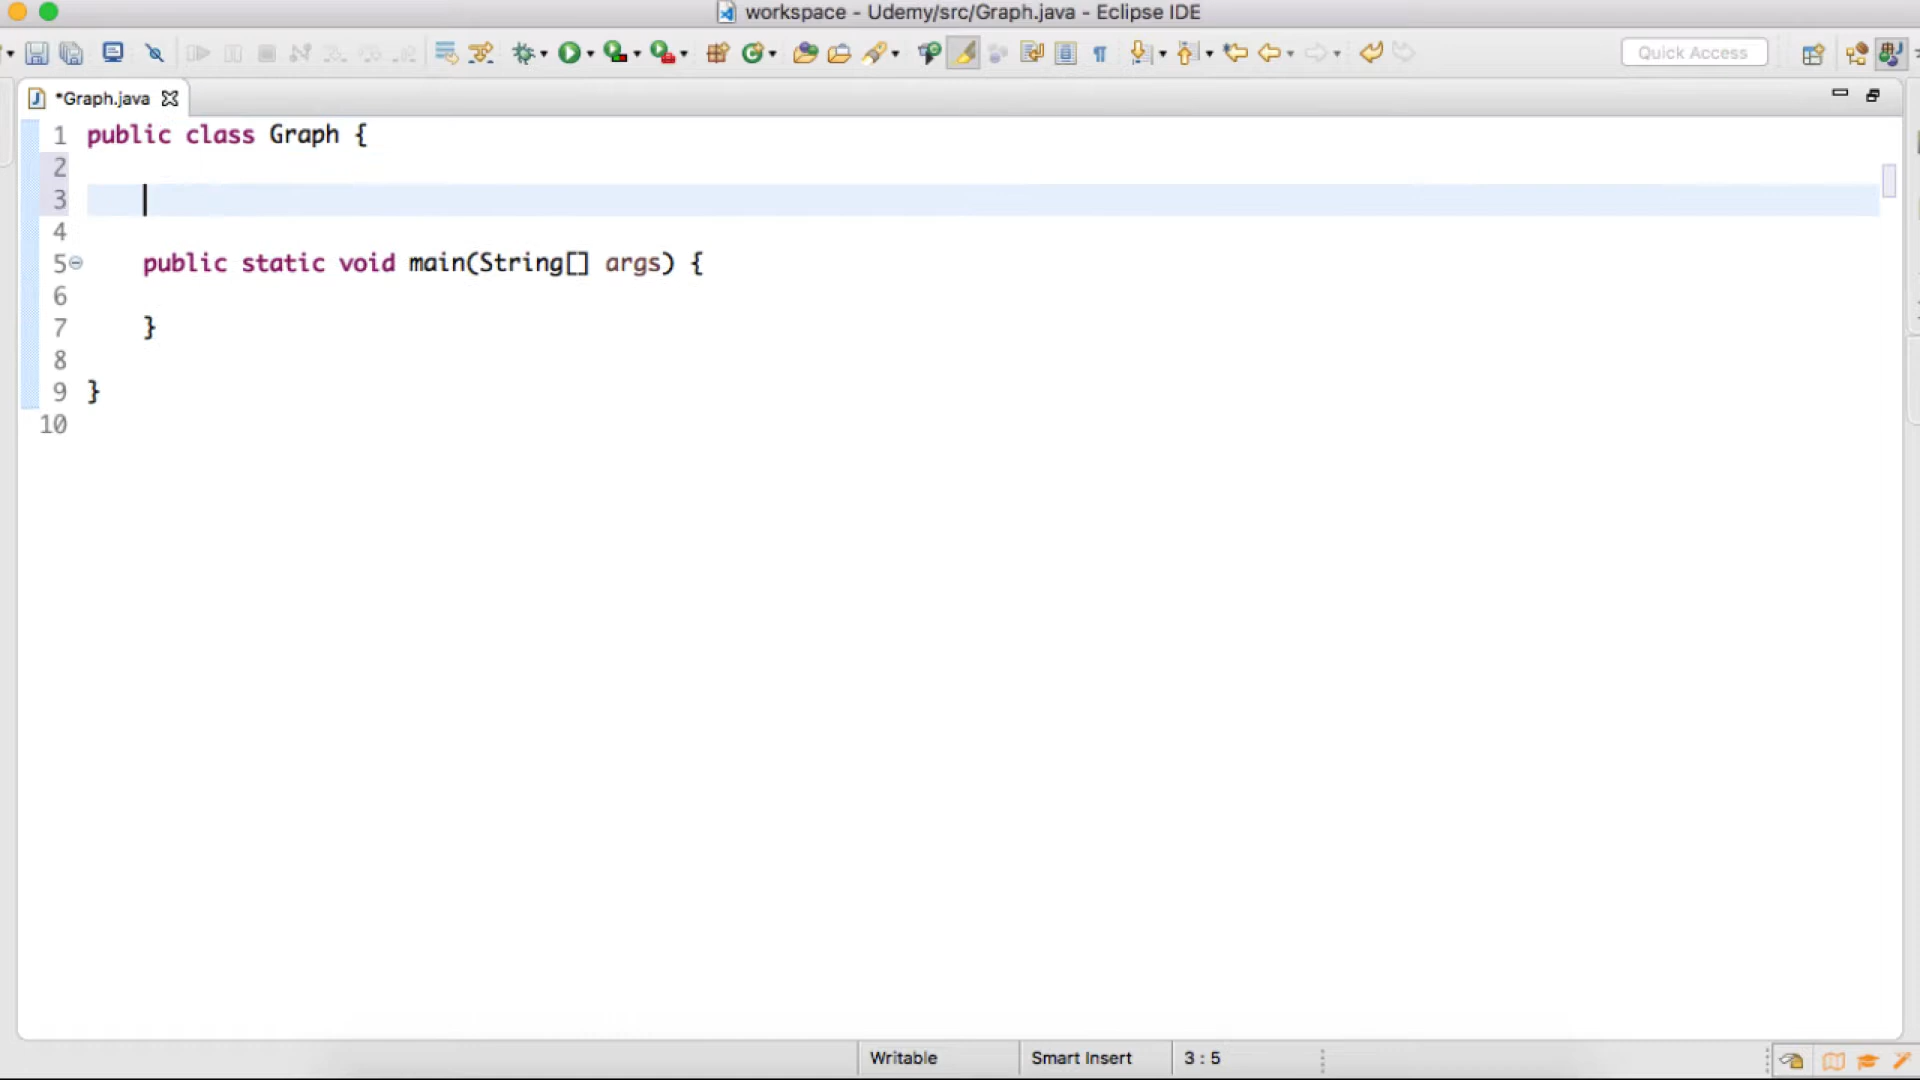 workspace - Udemy/src/Graph.java - Eclipse IDE
Quick Access
*Graph.java
1 public class Graph {
2
3
4
5 public static void main(String[] args) {
6
7 }
8
9 }
10
Writable Smart Insert 3 : 5